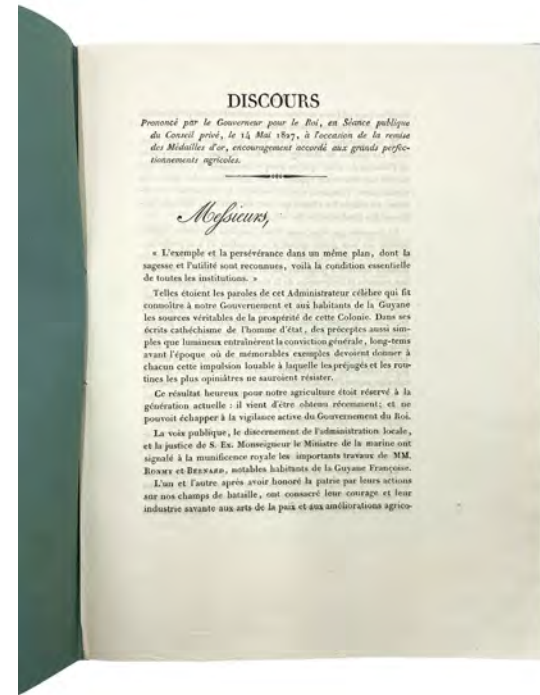 DISCOURS
Prononcé par le Gouverneur pour le Roi, en Séance publique
du Conseil privé, le 14 Mai 1827, à l'occasion de la remise
des Médailles d'or, encouragement accordé aux grands perfec-
tionnements agricoles.
Messieurs,
« L'exemple et la persévérance dans un même plan, dont la
sagesse et l'utilité sont reconnues, voilà la condition essentielle
de toutes les institutions. »
Telles étoient les paroles de cet Administrateur célèbre qui fit
connoître à notre Gouvernement et aux habitants de la Guyane
les sources véritables de la prospérité de cette Colonie. Dans ses
écrits cathéchisme de l'homme d'état, des préceptes aussi sim-
ples que lumineux entraînèrent la conviction générale, long-tems
avant l'époque où de mémorables exemples devoient donner à
chacun cette impulsion louable à laquelle les préjugés et les rou-
tines les plus opiniâtres ne sauroient résister.
Ce résultat heureux pour notre agriculture étoit réservé à la
génération actuelle : il vient d'être obtenu récemment; et ne
pouvoit échapper à la vigilance active du Gouvernement du Roi.
La voix publique, le discernement de l'administration locale,
et la justice de S. Ex. Monseigneur le Ministre de la marine ont
signalé à la munificence royale les importants travaux de MM.
RONMY et BERNARD, notables habitants de la Guyane Françoise.
L'un et l'autre après avoir honoré la patrie par leurs actions
sur nos champs de bataille, ont consacré leur courage et leur
industrie savante aux arts de la paix et aux améliorations agrico-